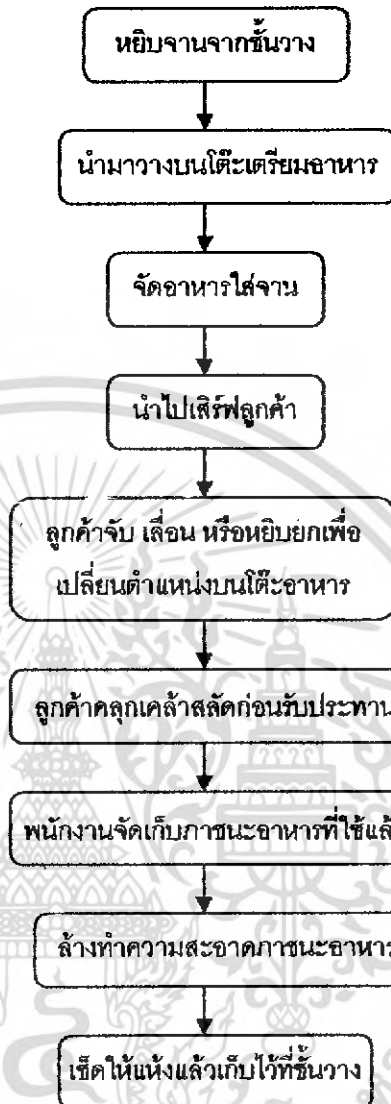 หยิบจานจากชั้นวาง
นำมาวางบนโต๊ะเตรียมอาหาร
จัดอาหารใส่จาน
นำไปเสิร์ฟลูกค้า
ลูกค้าจับ เลื่อน หรือหยิบยกเพื่อ
เปลี่ยนตำแหน่งบนโต๊ะอาหาร
ลูกค้าคลุกเคล้าสลัดก่อนรับประทาน
พนักงานจัดเก็บภาชนะอาหารที่ใช้แล้
ล้างทำความสะอาดภาชนะอาหาร
เช็ดให้แห้งแล้วเก็บไว้ที่ชั้นวาง